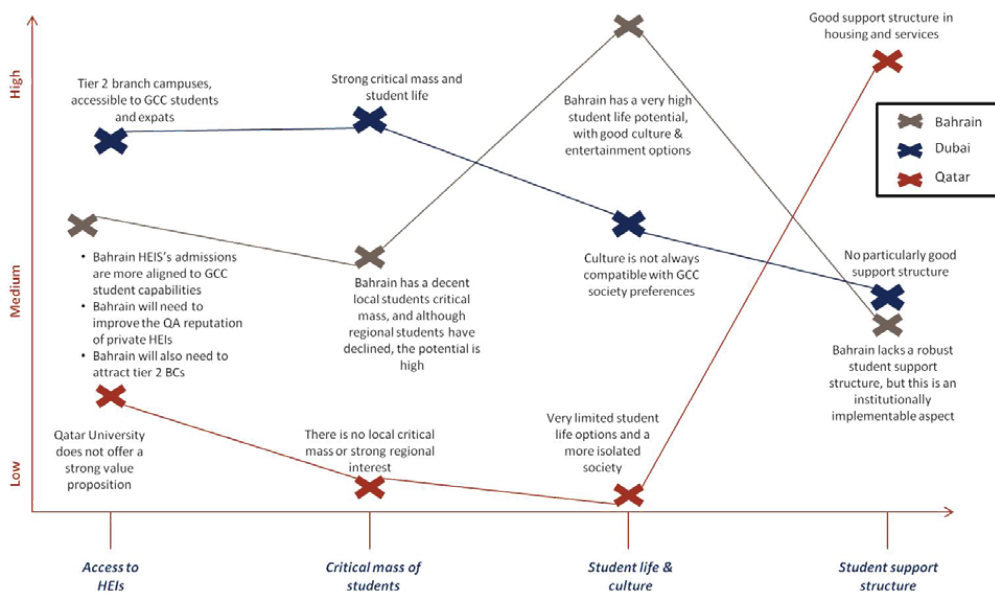 High
Medium
Low
Tier 2 branch campuses,
accessible to GCC students
and expats
Strong critical mass and
student life
Bahrain has a very high
student life potential,
with good culture &
entertainment options
Good support structure in
housing and services
Bahrain
Dubai
Qatar
• Bahrain HEIS's admissions
are more aligned to GCC
student capabilities
• Bahrain will need to
improve the QA reputation
of private HEIs
• Bahrain will also need to
attract tier 2 BCs
Bahrain has a decent
local students critical
mass, and although
regional students have
declined, the potential is
high
Culture is not always
compatible with GCC
society preferences
No particularly good
support structure
Bahrain lacks a robust
student support
structure, but this is an
institutionally
implementable aspect
Qatar University
does not offer a
strong value
proposition
There is no local critical
mass or strong regional
interest
Very limited student
life options and a
more isolated
society
Access to
HEIs
Critical mass of
students
Student life &
culture
Student support
structure